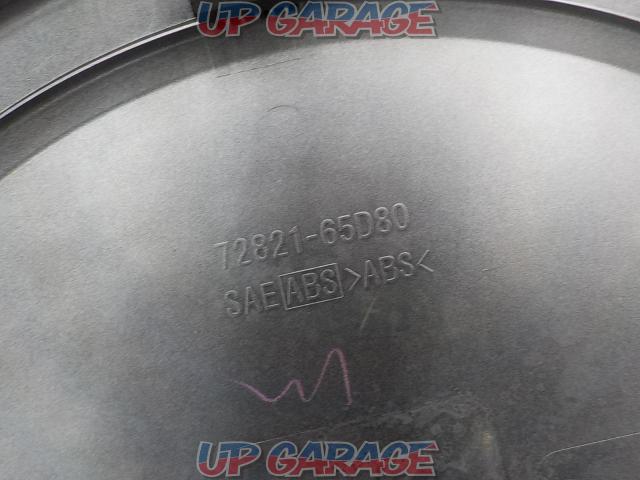 UP GARAGE
72821-65D80
SAE ABS >ABS<
UP GARAGE